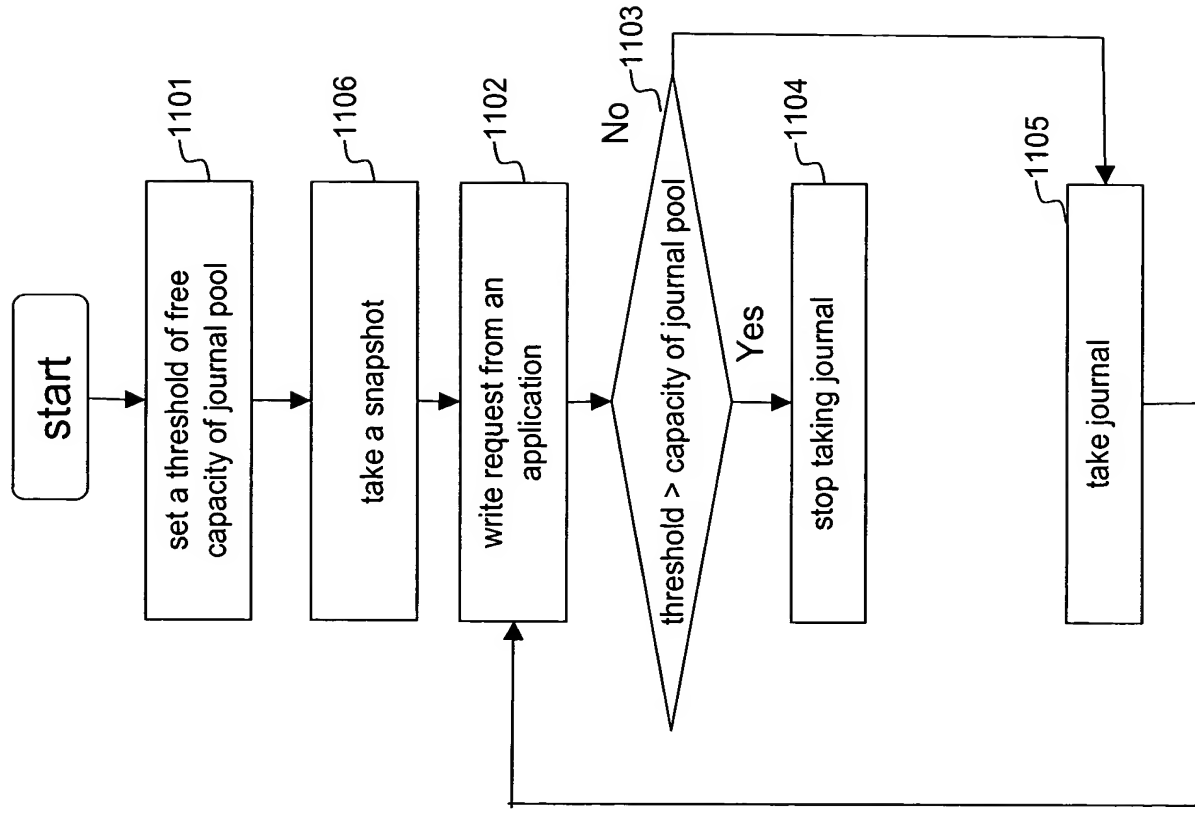 start
1101
set a threshold of free
capacity of journal pool
1106
take a snapshot
1102
write request from an
application
1103
No
threshold > capacity of journal pool
Yes
1104
stop taking journal
1105
take journal